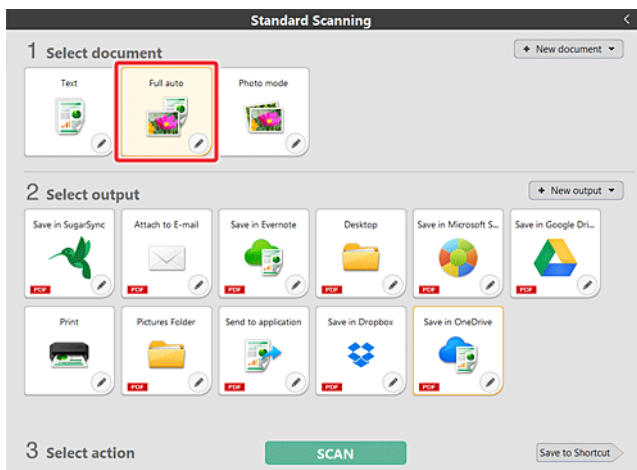 Standard Scanning
1 Select document
+ New document
Text
Full auto
Photo mode
2 Select output
+ New output
Save in SugarSync
Attach to E-mail
Save in Evernote
Desktop
Save in Microsoft S...
Save in Google Dri...
PDF
PDF
PDF
PDF
PDF
Print
Pictures Folder
Send to application
Save in Dropbox
Save in OneDrive
PDF
PDF
PDF
PDF
3 Select action
SCAN
Save to Shortcut